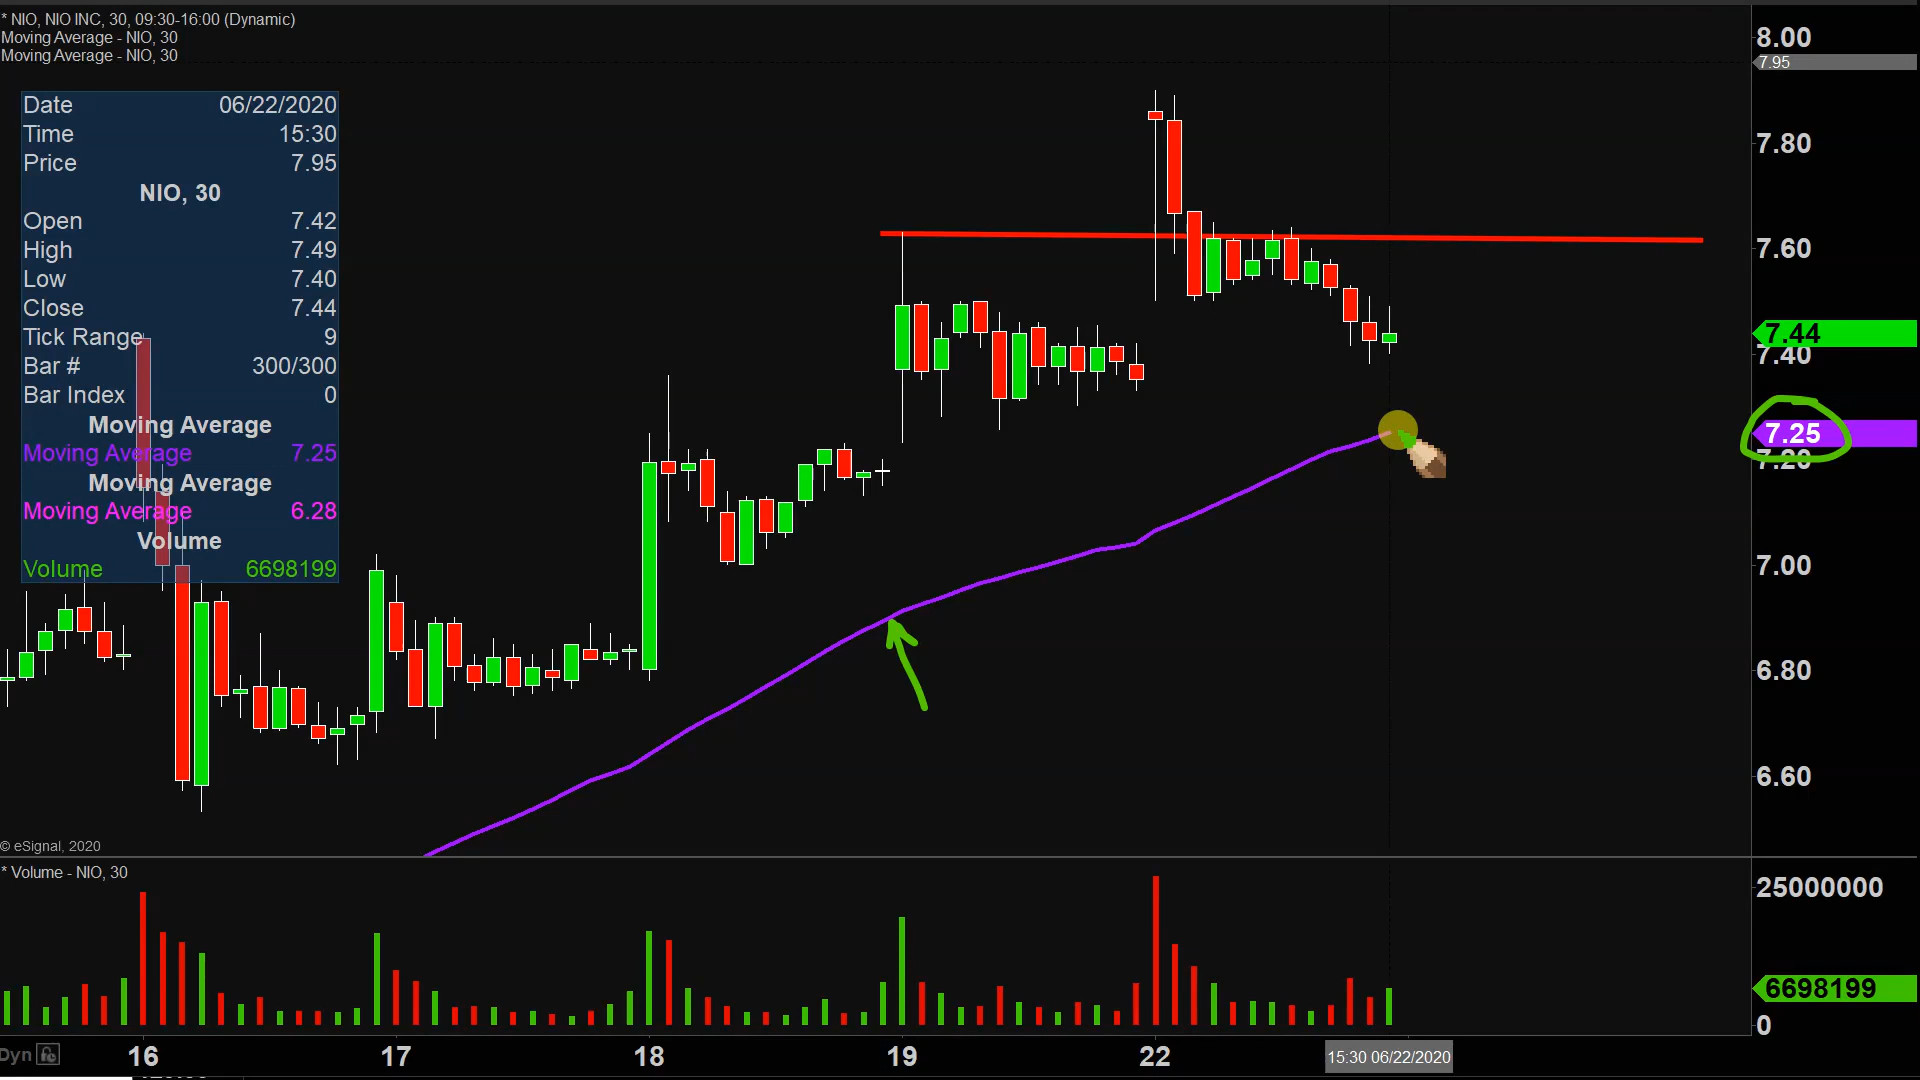 * NIO, NIO INC, 30, 09:30-16:00 (Dynamic)
Moving Average - NIO, 30
Moving Average - NIO, 30
Date 06/22/2020
Time 15:30
Price 7.95
NIO, 30
Open 7.42
High 7.49
Low 7.40
Close 7.44
Tick Range 9
Bar # 300/300
Bar Index 0
Moving Average
Moving Average 7.25
Moving Average
Moving Average 6.28
Volume
Volume 6698199
8.00
7.95
7.80
7.60
7.44
7.40
7.25
7.20
7.00
6.80
6.60
© eSignal, 2020
* Volume - NIO, 30
25000000
6698199
0
Dyn
16 17 18 19 22 15:30 06/22/2020